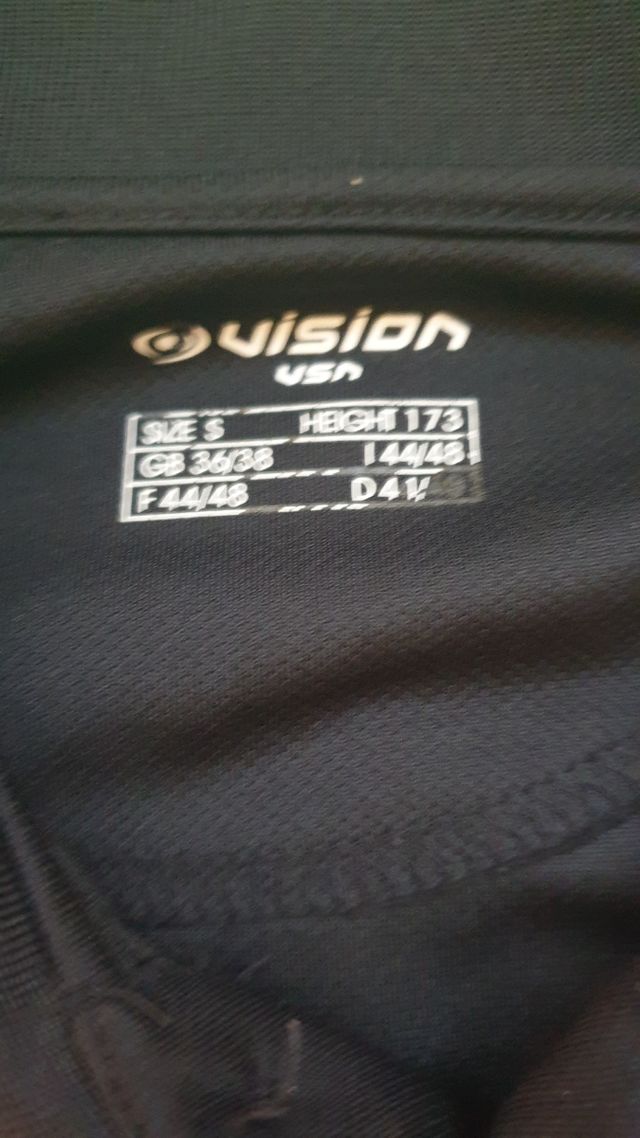 vision
usa
SIZE S HEIGHT 173
GB 36/38 I 44/48
F 44/48